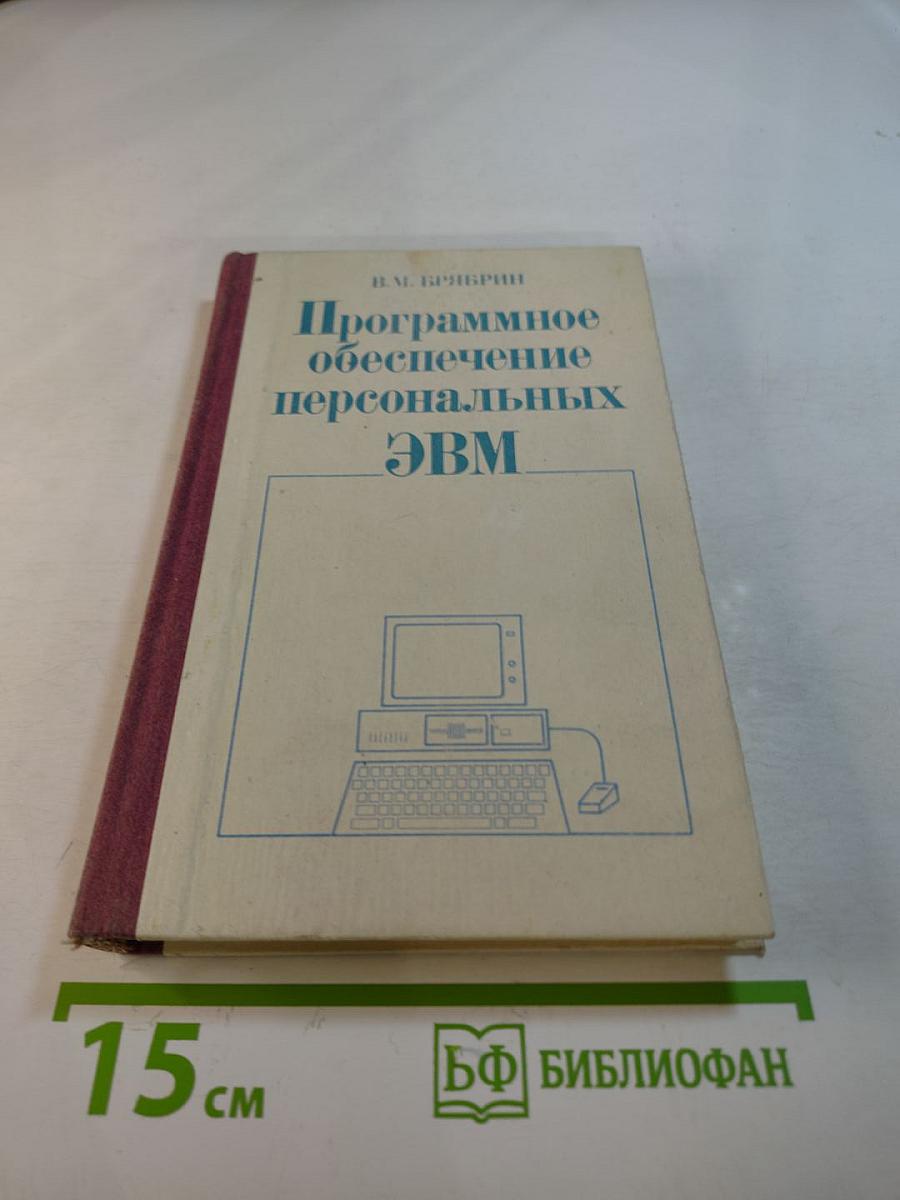 В. М. БРЯБРИН
Программное
обеспечение
персональных
ЭВМ
15 см
БФ БИБЛИОФАН